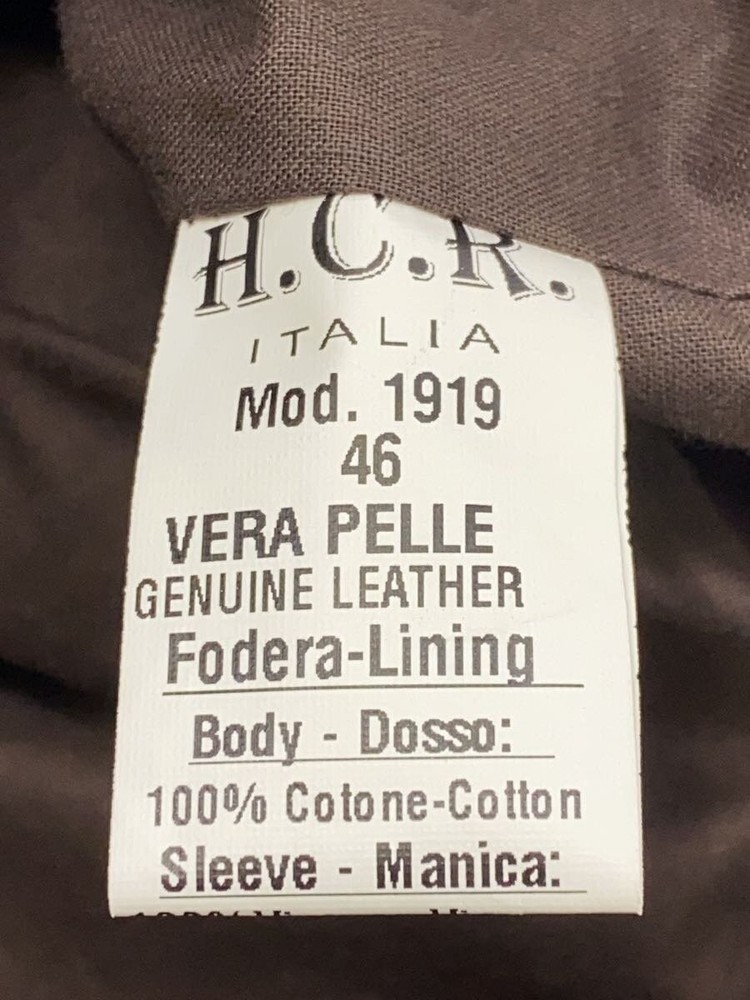 H.C.R.
ITALIA
Mod. 1919
46
VERA PELLE
GENUINE LEATHER
Fodera-Lining
Body - Dosso:
100% Cotone-Cotton
Sleeve - Manica: